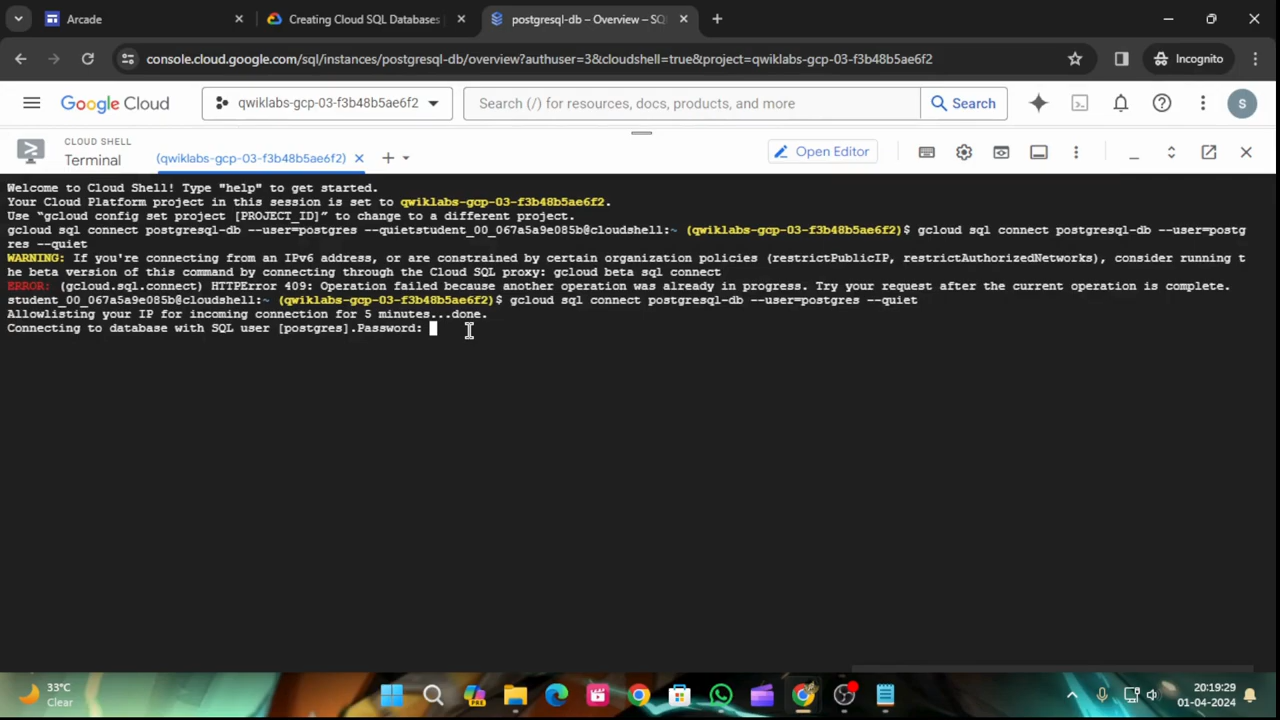 Arcade
Creating Cloud SQL Databases
postgresql-db – Overview – SQ
console.cloud.google.com/sql/instances/postgresql-db/overview?authuser=3&cloudshell=true&project=qwiklabs-gcp-03-f3b48b5ae6f2
Incognito
Google Cloud
qwiklabs-gcp-03-f3b48b5ae6f2
Search (/) for resources, docs, products, and more
Search
S
CLOUD SHELL
Terminal
(qwiklabs-gcp-03-f3b48b5ae6f2)
Open Editor
Welcome to Cloud Shell! Type "help" to get started.
Your Cloud Platform project in this session is set to qwiklabs-gcp-03-f3b48b5ae6f2.
Use “gcloud config set project [PROJECT_ID]” to change to a different project.
gcloud sql connect postgresql-db --user=postgres --quietstudent_00_067a5a9e085b@cloudshell:~ (qwiklabs-gcp-03-f3b48b5ae6f2)$ gcloud sql connect postgresql-db --user=postg
res --quiet
WARNING: If you're connecting from an IPv6 address, or are constrained by certain organization policies (restrictPublicIP, restrictAuthorizedNetworks), consider running t
he beta version of this command by connecting through the Cloud SQL proxy: gcloud beta sql connect
ERROR: (gcloud.sql.connect) HTTPError 409: Operation failed because another operation was already in progress. Try your request after the current operation is complete.
student_00_067a5a9e085b@cloudshell:~ (qwiklabs-gcp-03-f3b48b5ae6f2)$ gcloud sql connect postgresql-db --user=postgres --quiet
Allowlisting your IP for incoming connection for 5 minutes...done.
Connecting to database with SQL user [postgres].Password:
33°C
Clear
PRE
20:19:29
01-04-2024